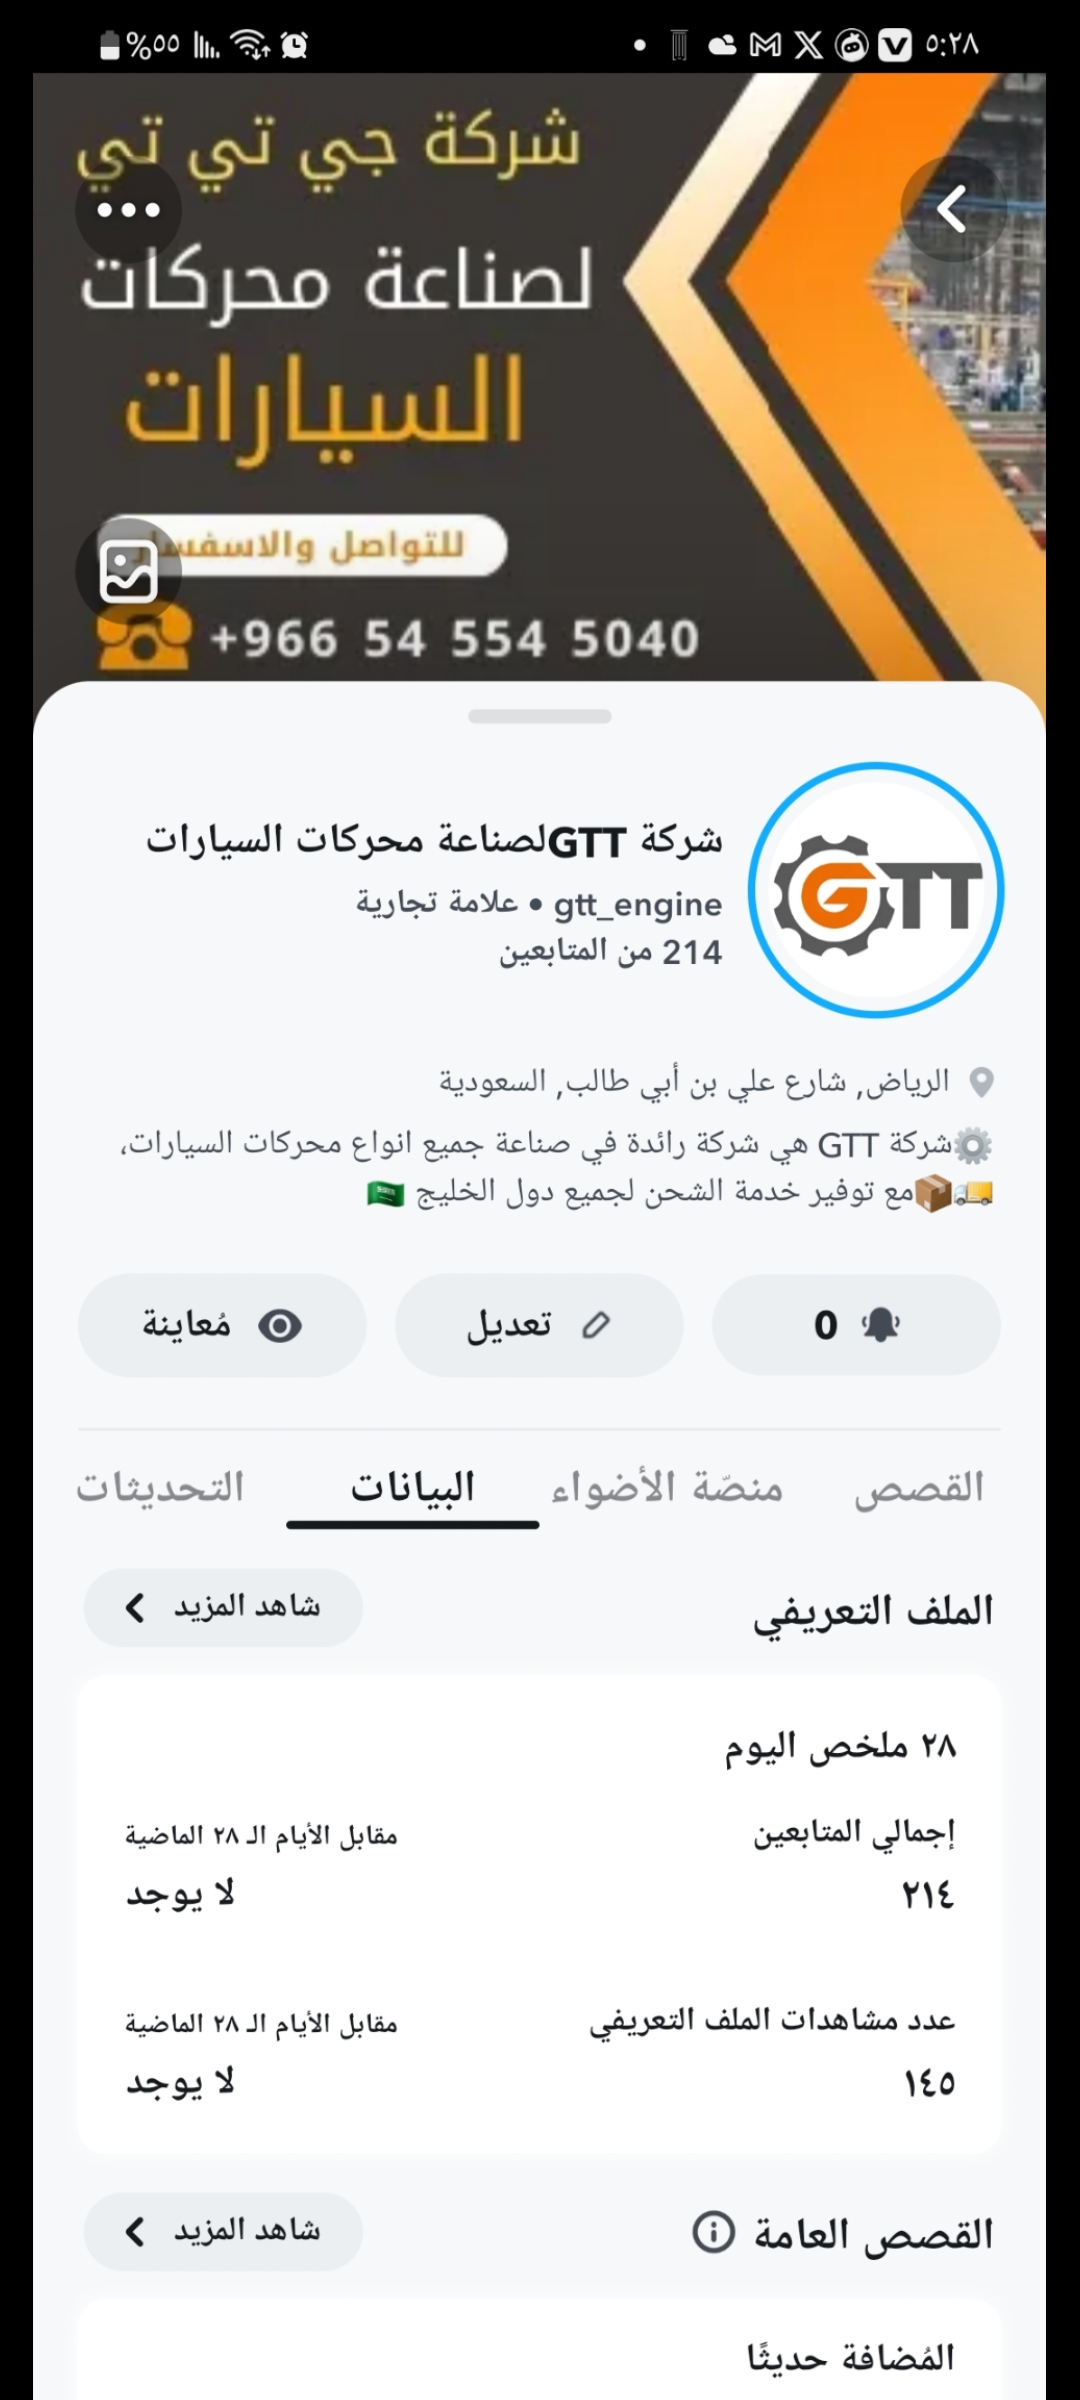 %٥٥
٥:٢٨
شركة جي تي تي
لصناعة محركات
السيارات
للتواصل والاسفسار
+966 54 554 5040
GTT
شركة GTTلصناعة محركات السيارات
gtt_engine • علامة تجارية
214 من المتابعين
الرياض, شارع علي بن أبي طالب, السعودية
⚙️شركة GTT هي شركة رائدة في صناعة جميع انواع محركات السيارات،
🚚📦مع توفير خدمة الشحن لجميع دول الخليج 🇸🇦
0
تعديل
مُعاينة
القصص
منصّة الأضواء
البيانات
التحديثات
الملف التعريفي
شاهد المزيد
٢٨ ملخص اليوم
إجمالي المتابعين
مقابل الأيام الـ ٢٨ الماضية
٢١٤
لا يوجد
عدد مشاهدات الملف التعريفي
مقابل الأيام الـ ٢٨ الماضية
١٤٥
لا يوجد
القصص العامة
شاهد المزيد
المُضافة حديثًا